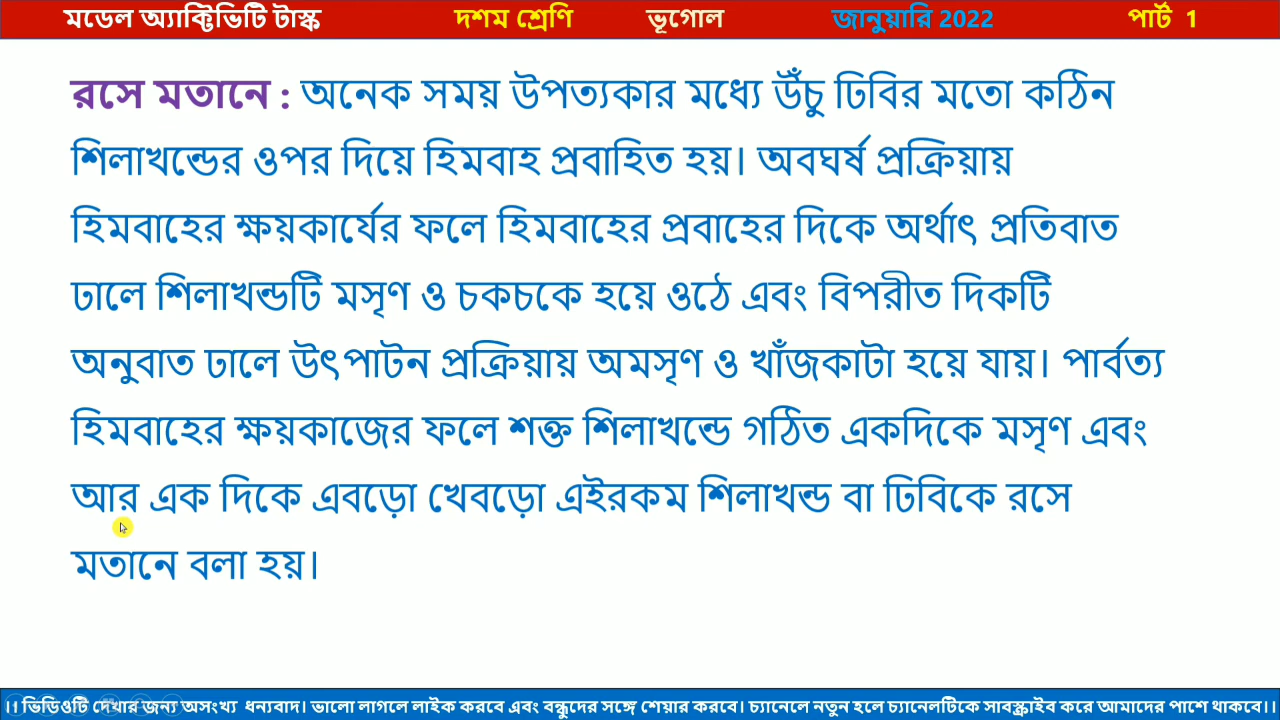 মডেল অ্যাক্টিভিটি টাস্ক দশম শ্রেণি ভূগোল জানুয়ারি 2022 পার্ট 1
রসে মতানে : অনেক সময় উপত্যকার মধ্যে উঁচু ঢিবির মতো কঠিন
শিলাখন্ডের ওপর দিয়ে হিমবাহ প্রবাহিত হয়। অবঘর্ষ প্রক্রিয়ায়
হিমবাহের ক্ষয়কার্যের ফলে হিমবাহের প্রবাহের দিকে অর্থাৎ প্রতিবাত
ঢালে শিলাখন্ডটি মসৃণ ও চকচকে হয়ে ওঠে এবং বিপরীত দিকটি
অনুবাত ঢালে উৎপাটন প্রক্রিয়ায় অমসৃণ ও খাঁজকাটা হয়ে যায়। পার্বত্য
হিমবাহের ক্ষয়কাজের ফলে শক্ত শিলাখন্ডে গঠিত একদিকে মসৃণ এবং
আর এক দিকে এবড়ো খেবড়ো এইরকম শিলাখন্ড বা ঢিবিকে রসে
মতানে বলা হয়।
।। ভিডিওটি দেখার জন্য অসংখ্য ধন্যবাদ। ভালো লাগলে লাইক করবে এবং বন্ধুদের সঙ্গে শেয়ার করবে। চ্যানেলে নতুন হলে চ্যানেলটিকে সাবস্ক্রাইব করে আমাদের পাশে থাকবে।।